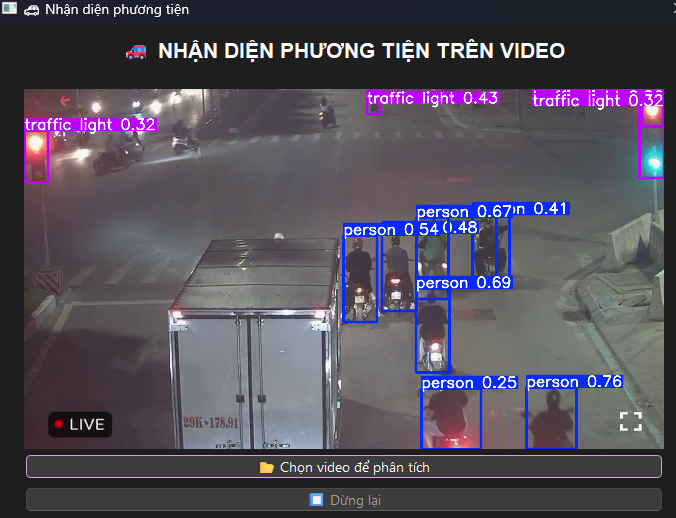 Nhận diện phương tiện
NHẬN DIỆN PHƯƠNG TIỆN TRÊN VIDEO
traffic light 0.43
traffic light 0.32
traffic light 0.32
person 0.67
0.41
person 0.54
0.48
person 0.69
person 0.25
person 0.76
29K-178.91
LIVE
Chọn video để phân tích
Dừng lại